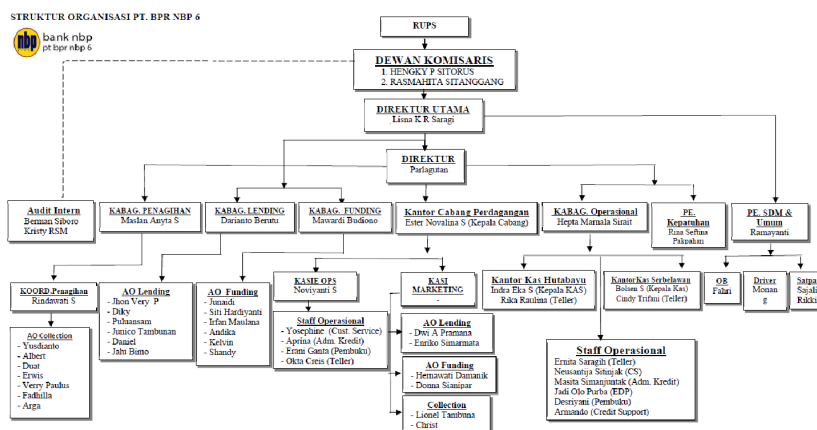 STRUKTUR ORGANISASI PT. BPR NBP 6
nbp
bank nbp
pt bpr nbp 6
RUPS
DEWAN KOMISARIS
1. HENGKY P SITORUS
2. RASMAHITA SITANGGANG
DIREKTUR UTAMA
Lisna K R Saragi
DIREKTUR
Parlagutan
Audit Intern
Berman Siboro
Kristy RSM
KABAG. PENAGIHAN
Maslan Anyta S
KABAG. LENDING
Darianto Berutu
KABAG. FUNDING
Mawardi Budiono
Kantor Cabang Perdagangan
Ester Novalina S (Kepala Cabang)
KABAG. Operasional
Hepta Mamala Sirait
PE.
Kepatuhan
Rina Seftina
Pakpahan
PE. SDM &
Umum
Ramayanti
KOORD.Penagihan
Rindawati S
AO Lending
- Jhon Very P
- Diky
- Puluansam
- Junico Tambunan
- Daniel
- Jalu Bimo
AO Funding
- Junaidi
- Siti Hardiyanti
- Irfan Maulana
- Andika
- Kelvin
- Shandy
KASIE OPS
Noviyanti S
KASI
MARKETING
-
Kantor Kas Hutabayu
Indra Eka S (Kepala KAS)
Rika Raulina (Teller)
KantorKas Serbelawan
Bolsen S (Kepala Kas)
Cindy Trifani (Teller)
OB
Fahri
Driver
Monan
g
Satpa
Sajali
Rikki
AO Collection
- Yusdianto
- Albert
- Duat
- Erwis
- Verry Paulus
- Fadhilla
- Arga
Staff Operasional
- Yosephine (Cust. Service)
- Aprina (Adm. Kredit)
- Erani Ganta (Pembuku)
- Okta Creis (Teller)
AO Lending
- Dwi A Pramana
- Enriko Simarmata
AO Funding
- Hernawati Damanik
- Donna Sianipar
Collection
- Lionel Tambuna
- Christ
Staff Operasional
Ernita Saragih (Teller)
Neusantija Sitinjak (CS)
Masita Simanjuntak (Adm. Kredit)
Jadi Olo Purba (EDP)
Desriyani (Pembuku)
Armando (Credit Support)